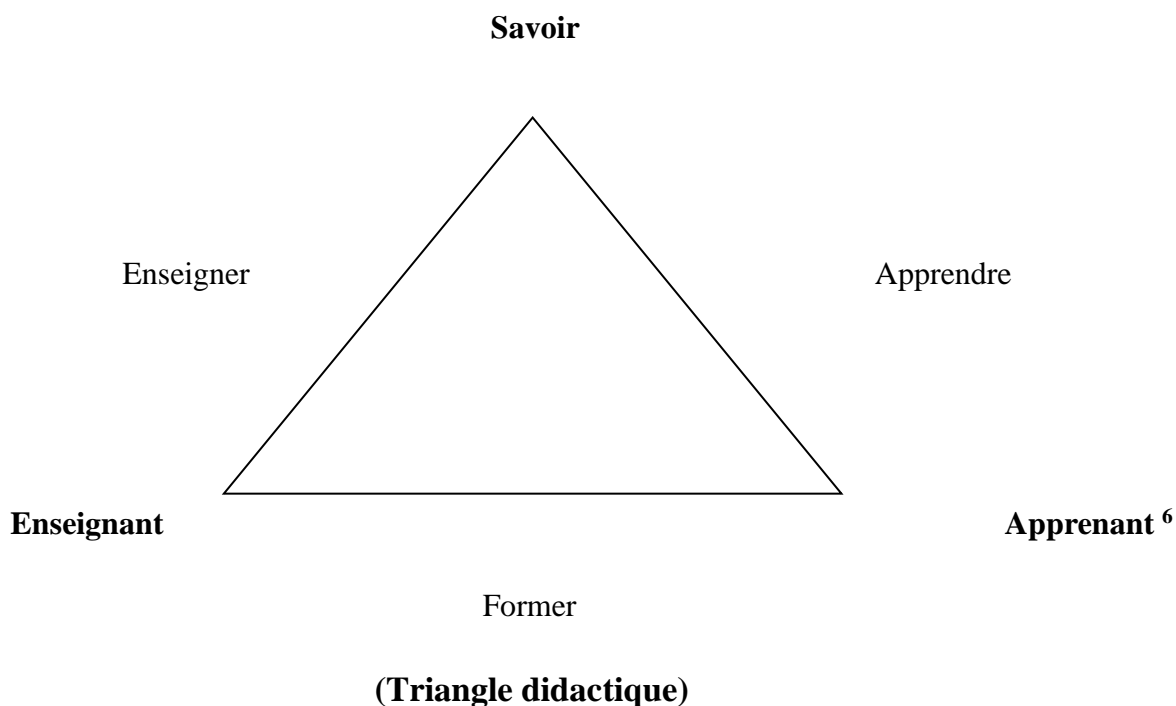 Savoir
Enseigner Apprendre
Enseignant Apprenant ⁶
Former
(Triangle didactique)